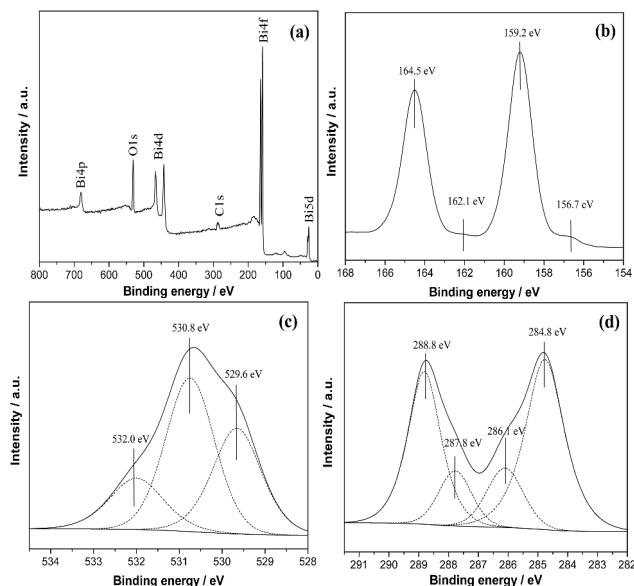 (a)
Bi4f
O1s
Bi4d
Bi4p
C1s
Bi5d
Intensity / a.u.
800 700 600 500 400 300 200 100 0
Binding energy / eV
(b)
159.2 eV
164.5 eV
162.1 eV
156.7 eV
Intensity / a.u.
168 166 164 162 160 158 156 154
Binding energy / eV
(c)
530.8 eV
529.6 eV
532.0 eV
Intensity / a.u.
534 533 532 531 530 529 528
Binding energy / eV
(d)
288.8 eV
284.8 eV
287.8 eV
286.1 eV
Intensity / a.u.
291 290 289 288 287 286 285 284 283 282
Binding energy / eV